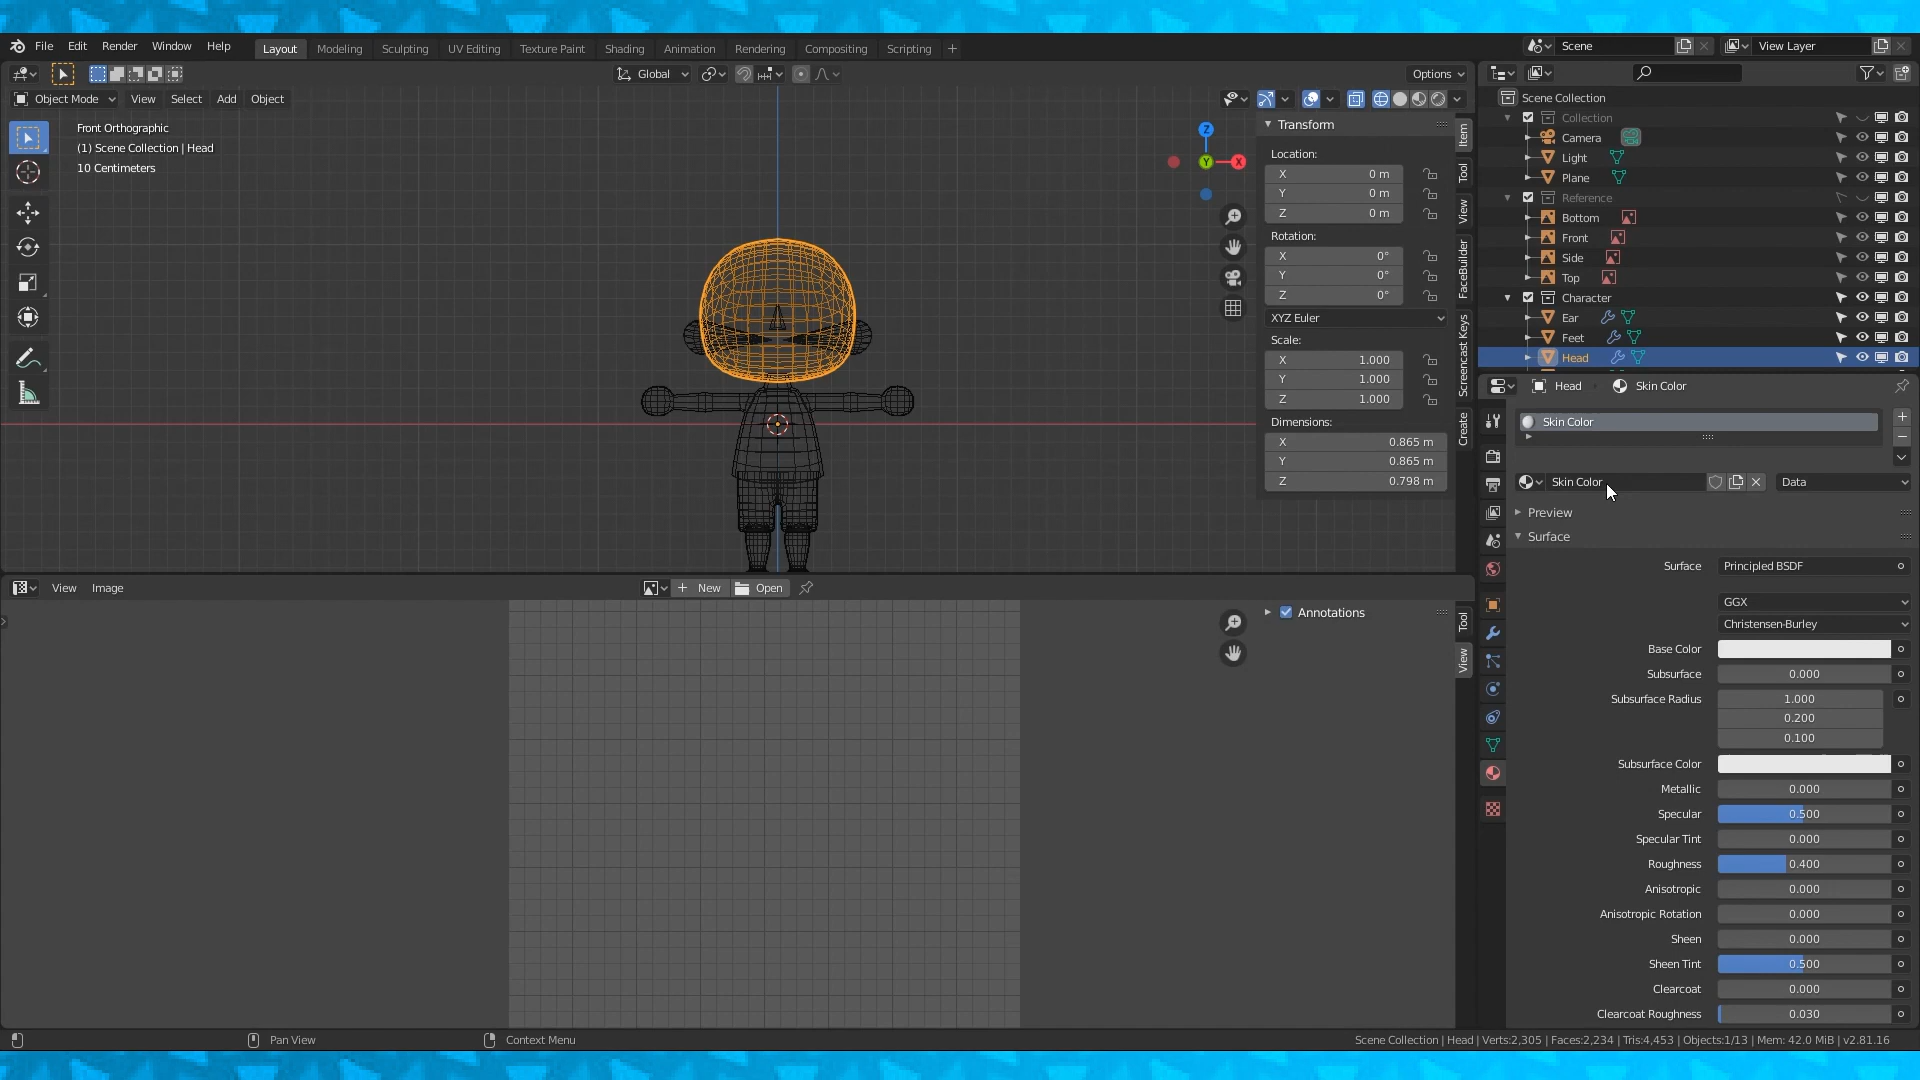 File Edit Render Window Help
Layout Modeling Sculpting UV Editing Texture Paint Shading Animation Rendering Compositing Scripting +
Scene
View Layer
Global
Options
Object Mode View Select Add Object
Front Orthographic
(1) Scene Collection | Head
10 Centimeters
Z
Y
X
Transform
Location:
X 0 m
Y 0 m
Z 0 m
Rotation:
X 0°
Y 0°
Z 0°
XYZ Euler
Scale:
X 1.000
Y 1.000
Z 1.000
Dimensions:
X 0.865 m
Y 0.865 m
Z 0.798 m
Item
Tool
View
FaceBuilder
Screencast Keys
Create
Scene Collection
Collection
Camera
Light
Plane
Reference
Bottom
Front
Side
Top
Character
Ear
Feet
Head
Head Skin Color
Skin Color
Skin Color
Data
Preview
Surface
Surface Principled BSDF
GGX
Christensen-Burley
Base Color
Subsurface 0.000
Subsurface Radius 1.000
0.200
0.100
Subsurface Color
Metallic 0.000
Specular 0.500
Specular Tint 0.000
Roughness 0.400
Anisotropic 0.000
Anisotropic Rotation 0.000
Sheen 0.000
Sheen Tint 0.500
Clearcoat 0.000
Clearcoat Roughness 0.030
View Image
+ New Open
Annotations
Tool
View
Pan View
Context Menu
Scene Collection | Head | Verts:2,305 | Faces:2,234 | Tris:4,453 | Objects:1/13 | Mem: 42.0 MiB | v2.81.16